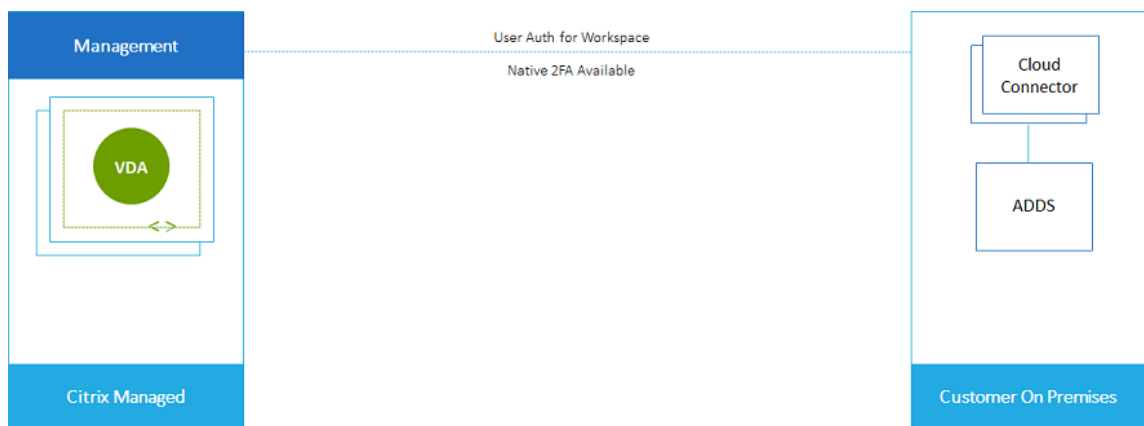 Management
User Auth for Workspace
Native 2FA Available
Cloud
Connector
VDA
ADDS
Citrix Managed
Customer On Premises